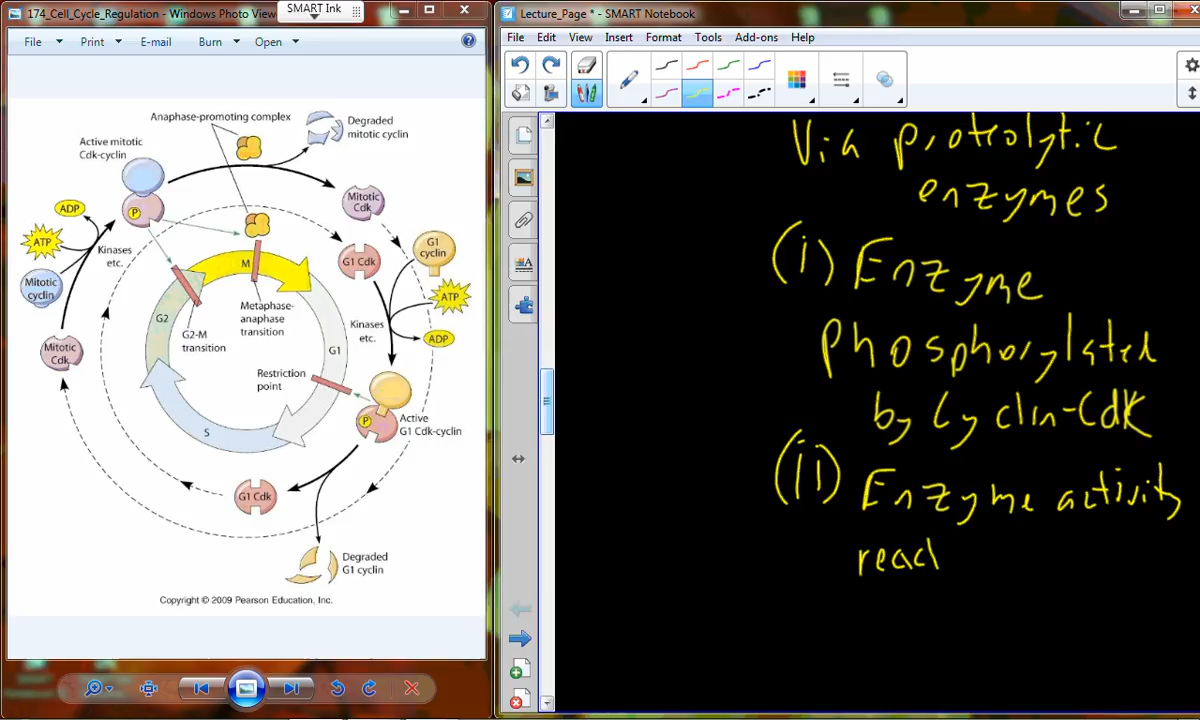 174_Cell_Cycle_Regulation - Windows Photo View
SMART Ink
File Print E-mail Burn Open
Anaphase-promoting complex
Degraded
mitotic cyclin
Active mitotic
Cdk-cyclin
P
Mitotic
Cdk
ADP
ATP
Kinases
etc.
Mitotic
cyclin
G1 Cdk
G1
cyclin
ATP
Kinases
etc.
ADP
M
Metaphase-
anaphase
transition
G2
G2-M
transition
G1
Mitotic
Cdk
Restriction
point
P
Active
G1 Cdk-cyclin
S
G1 Cdk
Degraded
G1 cyclin
Copyright © 2009 Pearson Education, Inc.
Lecture_Page * - SMART Notebook
File Edit View Insert Format Tools Add-ons Help
Via proteolytic
enzymes
(i) Enzyme
phosphorylated
by Cyclin-Cdk
(ii) Enzyme activity
read